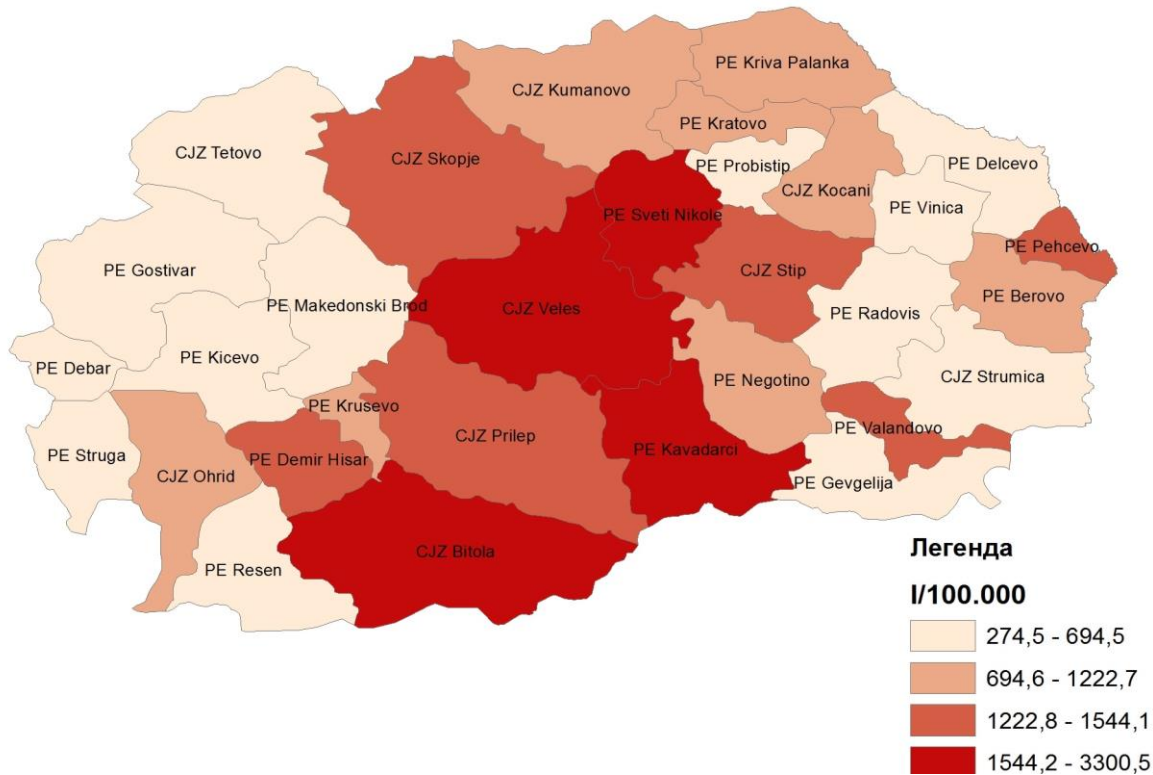 PE Kriva Palanka
CJZ Kumanovo
PE Kratovo
CJZ Tetovo
CJZ Skopje
PE Probistip
PE Delcevo
CJZ Kocani
PE Vinica
PE Sveti Nikole
PE Pehcevo
PE Gostivar
CJZ Stip
PE Berovo
PE Makedonski Brod
CJZ Veles
PE Radovis
PE Kicevo
PE Debar
PE Negotino
CJZ Strumica
PE Krusevo
PE Valandovo
CJZ Prilep
PE Kavadarci
PE Struga
PE Demir Hisar
CJZ Ohrid
PE Gevgelija
CJZ Bitola
PE Resen
Легенда
I/100.000
274,5 - 694,5
694,6 - 1222,7
1222,8 - 1544,1
1544,2 - 3300,5